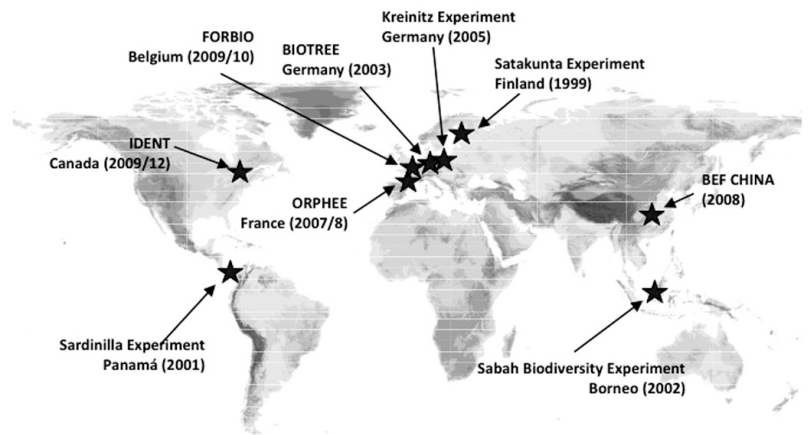 Kreinitz Experiment
Germany (2005)
FORBIO
Belgium (2009/10)
BIOTREE
Germany (2003)
Satakunta Experiment
Finland (1999)
IDENT
Canada (2009/12)
BEF CHINA
(2008)
ORPHEE
France (2007/8)
Sardinilla Experiment
Panamá (2001)
Sabah Biodiversity Experiment
Borneo (2002)